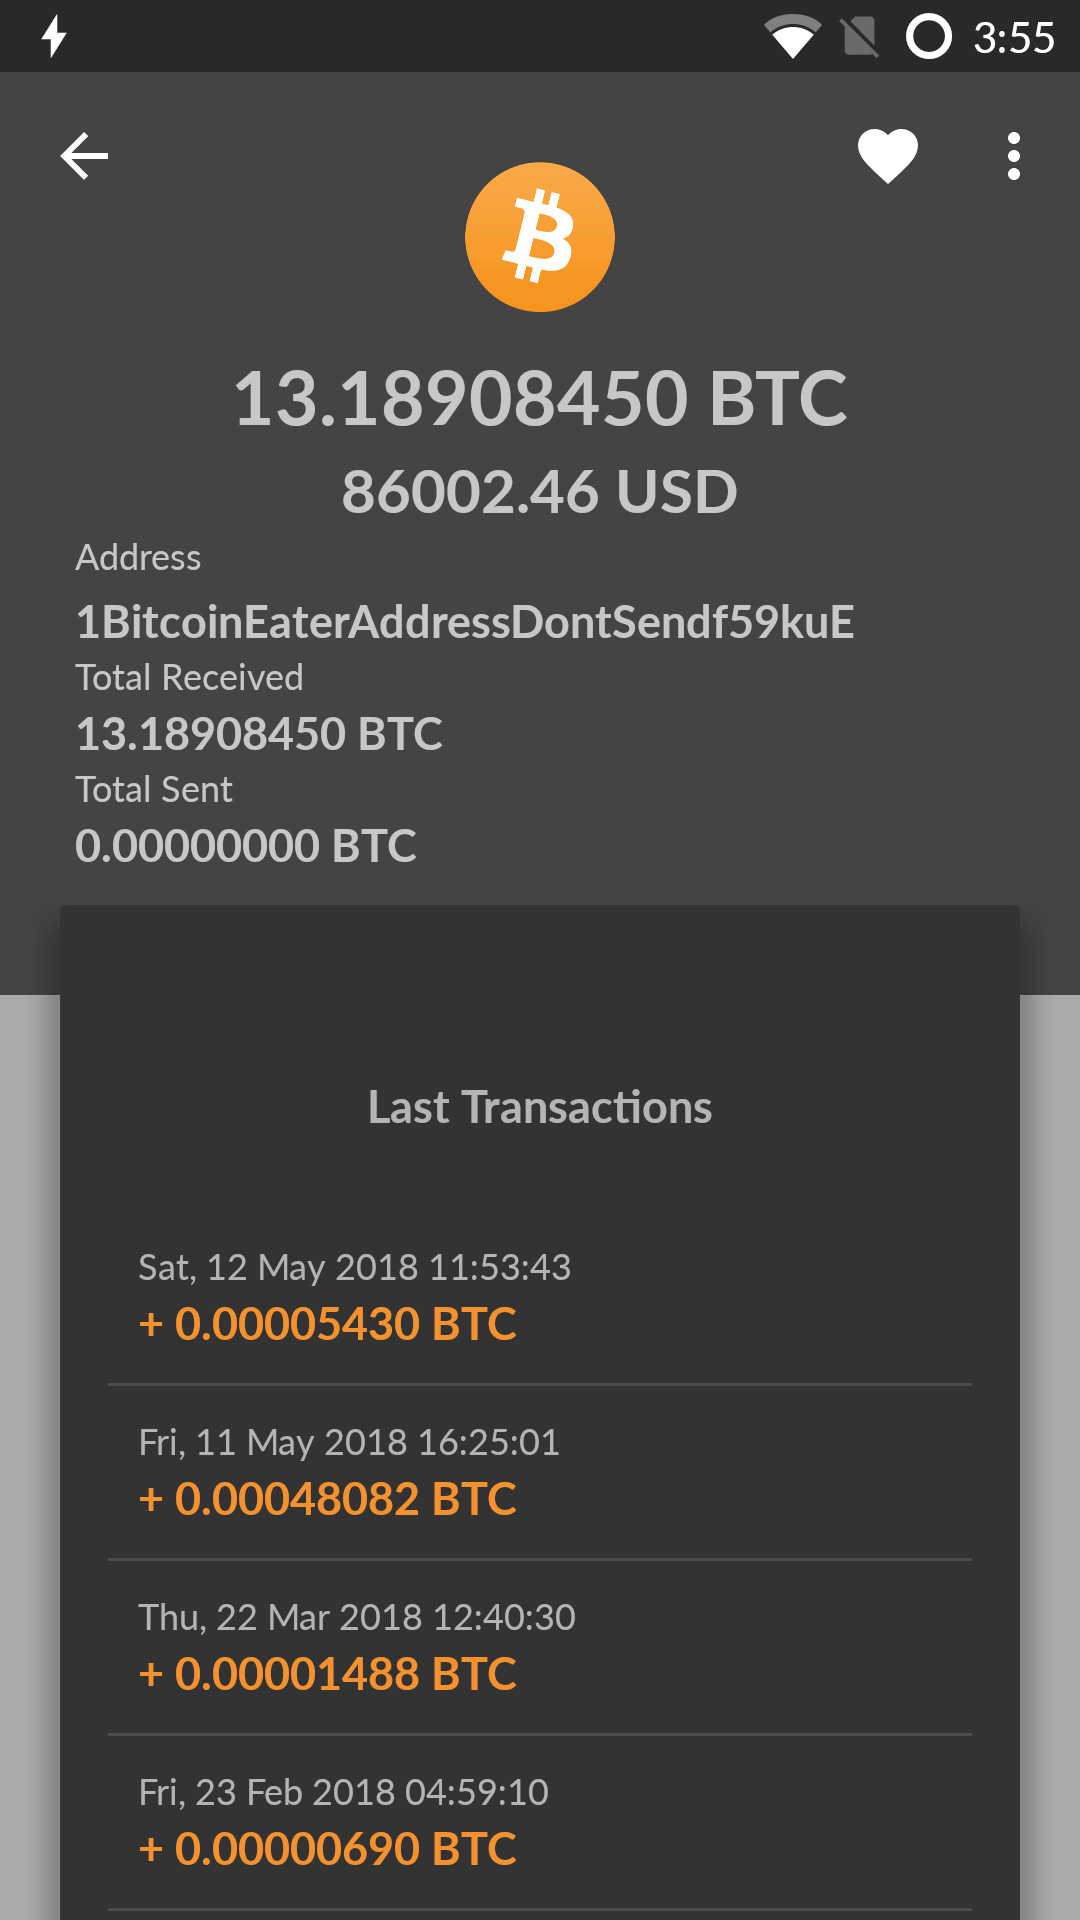 3:55
13.18908450 BTC
86002.46 USD
Address
1BitcoinEaterAddressDontSendf59kuE
Total Received
13.18908450 BTC
Total Sent
0.00000000 BTC
Last Transactions
Sat, 12 May 2018 11:53:43
+ 0.00005430 BTC
Fri, 11 May 2018 16:25:01
+ 0.00048082 BTC
Thu, 22 Mar 2018 12:40:30
+ 0.00001488 BTC
Fri, 23 Feb 2018 04:59:10
+ 0.00000690 BTC